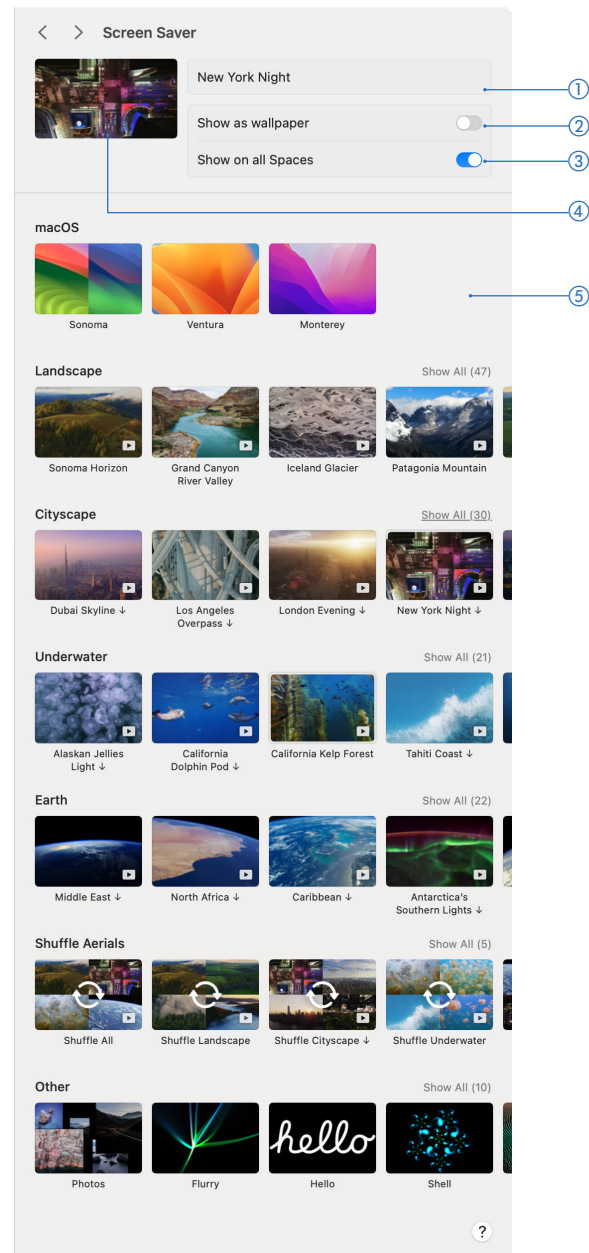 Screen Saver
New York Night
①
Show as wallpaper
②
Show on all Spaces
③
④
macOS
⑤
Sonoma
Ventura
Monterey
Landscape
Show All (47)
Sonoma Horizon
Grand Canyon
River Valley
Iceland Glacier
Patagonia Mountain
Cityscape
Show All (30)
Dubai Skyline ↓
Los Angeles
Overpass ↓
London Evening ↓
New York Night ↓
Underwater
Show All (21)
Alaskan Jellies
Light ↓
California
Dolphin Pod ↓
California Kelp Forest
Tahiti Coast ↓
Earth
Show All (22)
Middle East ↓
North Africa ↓
Caribbean ↓
Antarctica's
Southern Lights ↓
Shuffle Aerials
Show All (5)
Shuffle All
Shuffle Landscape
Shuffle Cityscape ↓
Shuffle Underwater
Other
Show All (10)
hello
Photos
Flurry
Hello
Shell
?